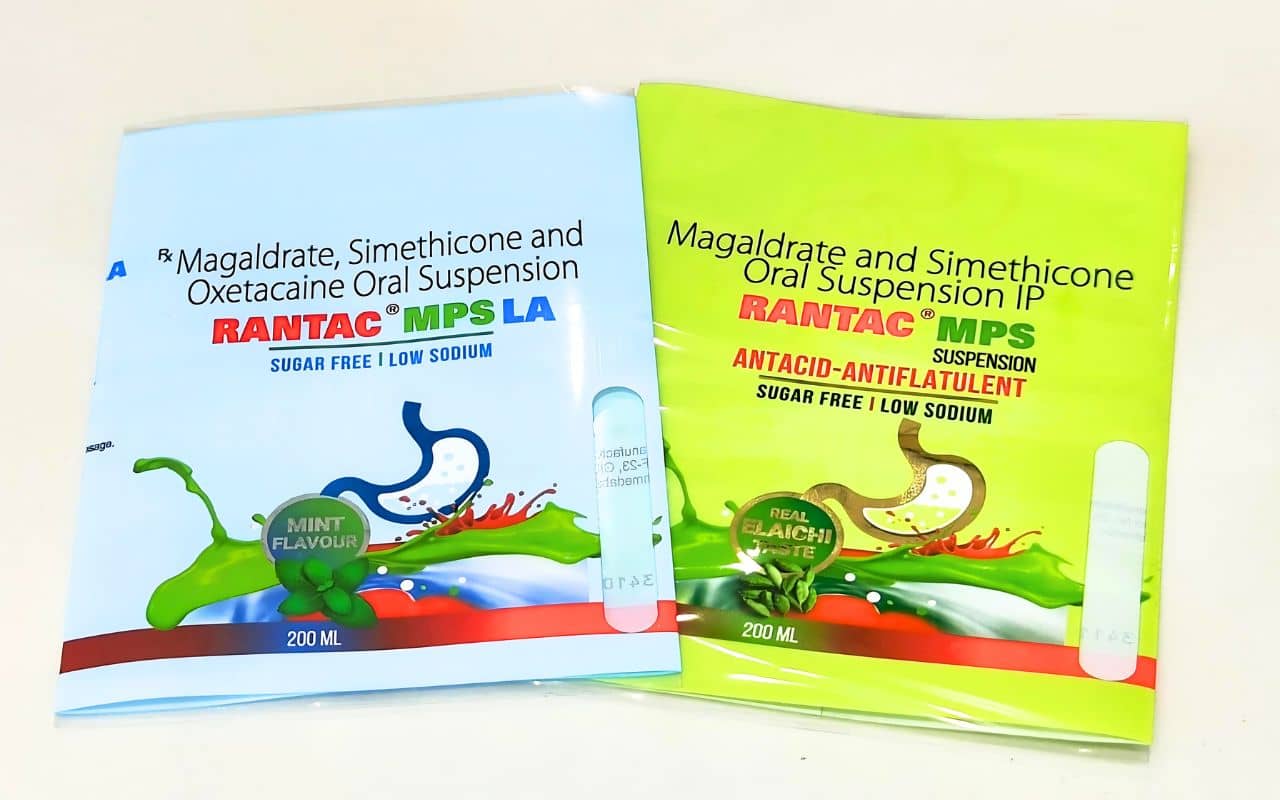 ℞ Magaldrate, Simethicone and
Oxetacaine Oral Suspension
RANTAC® MPS LA
SUGAR FREE | LOW SODIUM
A
MINT
FLAVOUR
200 ML
3410
Magaldrate and Simethicone
Oral Suspension IP
RANTAC® MPS
SUSPENSION
ANTACID-ANTIFLATULENT
SUGAR FREE | LOW SODIUM
REAL
ELAICHI
TASTE
200 ML